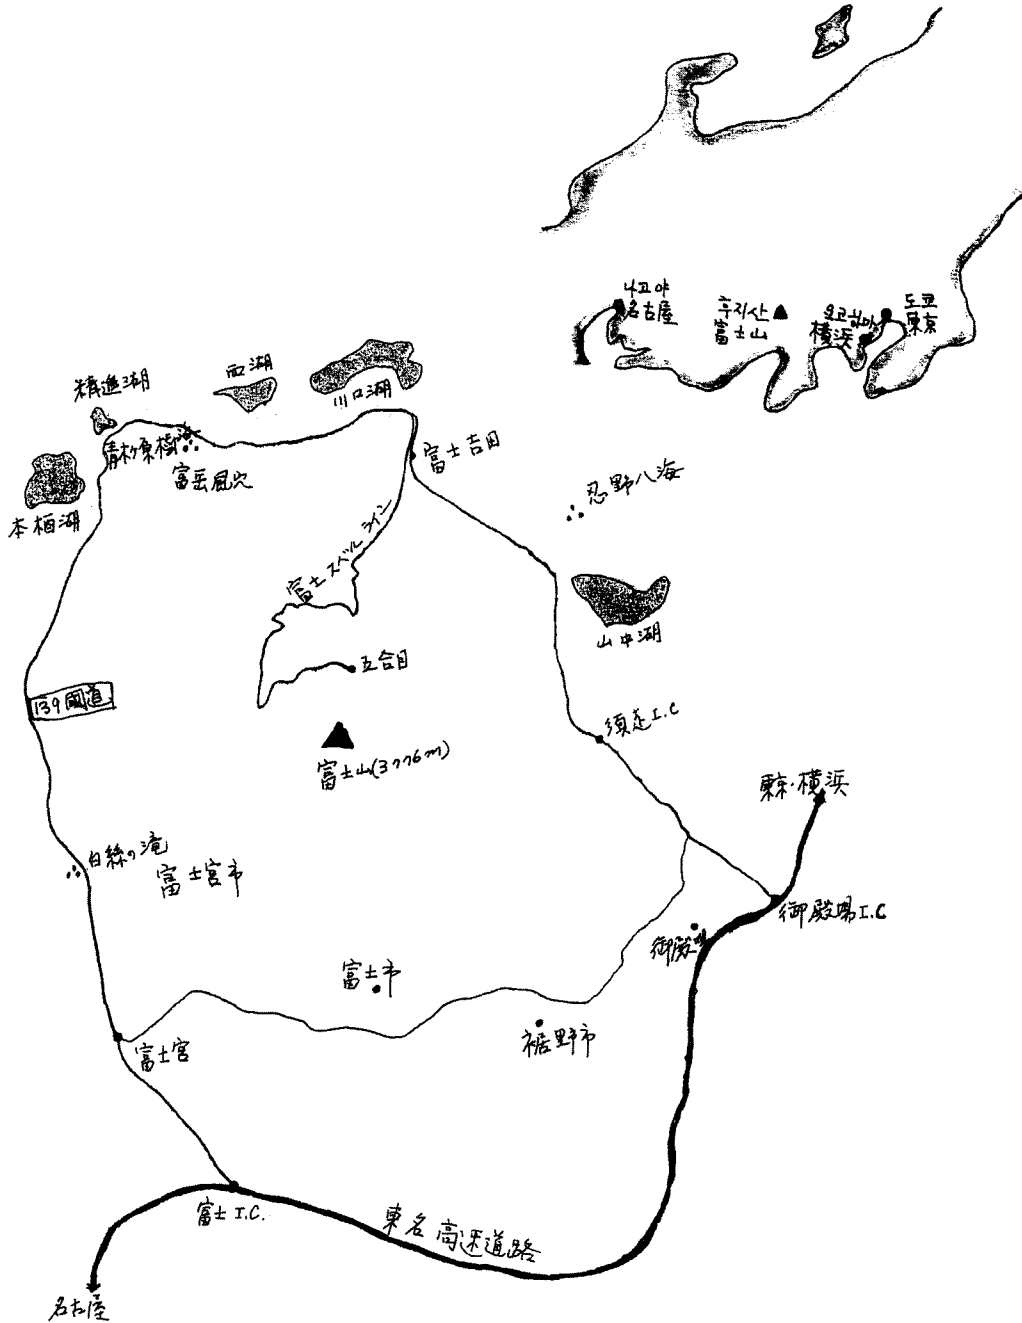 나고야
名古屋
후지산
富士山
요코하마
横浜
도쿄
東京
精進湖
西湖
川口湖
青木ヶ原樹海
富岳風穴
本栖湖
富士吉田
忍野八海
富士スバルライン
山中湖
五合目
139國道
須走I.C
富士山(3776m)
東京·横浜
白絲の滝
富士宮市
御殿場I.C
御殿場
富士市
裾野市
富士宮
富士I.C.
東名高速道路
名古屋